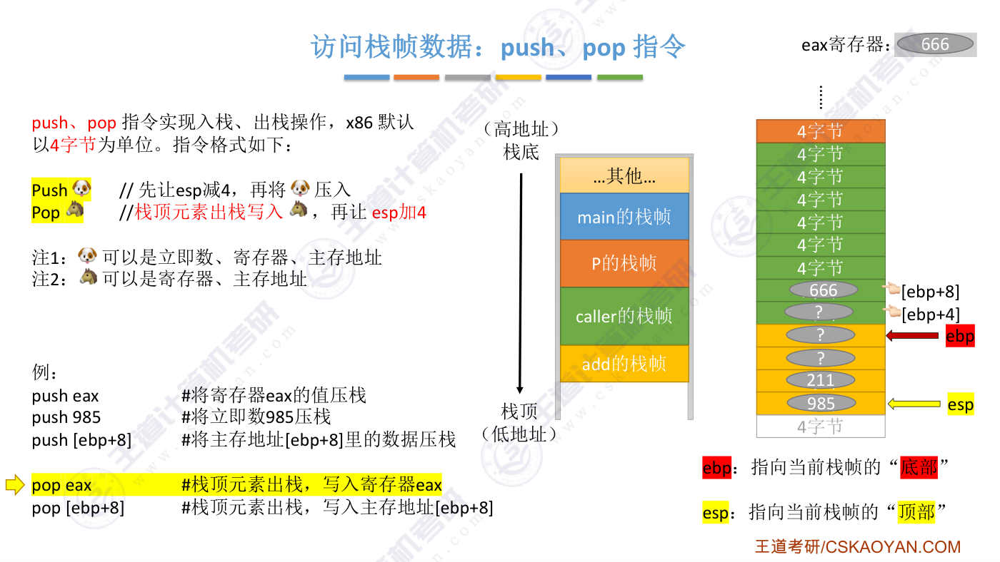 访问栈帧数据：push、pop 指令
eax寄存器：
666
push、pop 指令实现入栈、出栈操作，x86 默认
以4字节为单位。指令格式如下：
Push // 先让esp减4，再将 压入
Pop //栈顶元素出栈写入 ，再让 esp加4
注1： 可以是立即数、寄存器、主存地址
注2： 可以是寄存器、主存地址
例：
push eax #将寄存器eax的值压栈
push 985 #将立即数985压栈
push [ebp+8] #将主存地址[ebp+8]里的数据压栈
pop eax #栈顶元素出栈，写入寄存器eax
pop [ebp+8] #栈顶元素出栈，写入主存地址[ebp+8]
（高地址）
栈底
栈顶
（低地址）
...其他...
main的栈帧
P的栈帧
caller的栈帧
add的栈帧
4字节
4字节
4字节
4字节
4字节
4字节
4字节
666
[ebp+8]
?
[ebp+4]
?
ebp
?
211
985
esp
4字节
ebp：指向当前栈帧的“底部”
esp：指向当前栈帧的“顶部”
王道考研/CSKAOYAN.COM